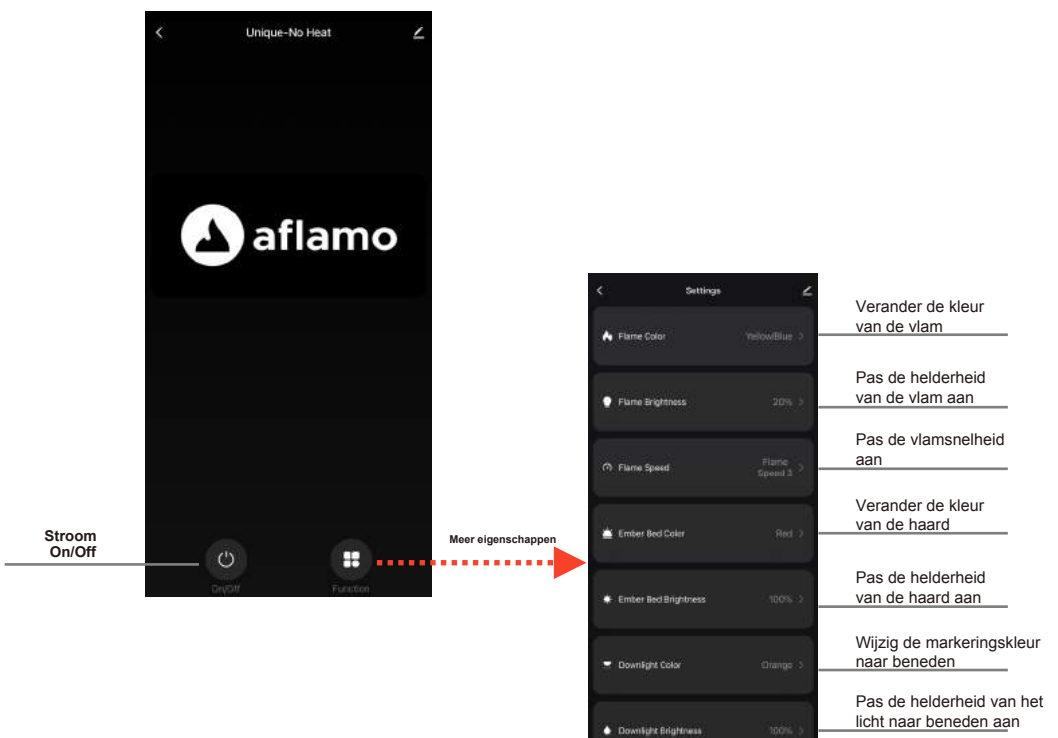 Unique-No Heat
aflamo
Stroom
On/Off
On/Off
Function
Meer eigenschappen
Settings
Flame Color
Yellow/Blue
Verander de kleur
van de vlam
Flame Brightness
20%
Pas de helderheid
van de vlam aan
Flame Speed
Flame
Speed 3
Pas de vlamsnelheid
aan
Ember Bed Color
Red
Verander de kleur
van de haard
Ember Bed Brightness
100%
Pas de helderheid
van de haard aan
Downlight Color
Orange
Wijzig de markeringskleur
naar beneden
Downlight Brightness
100%
Pas de helderheid van het
licht naar beneden aan